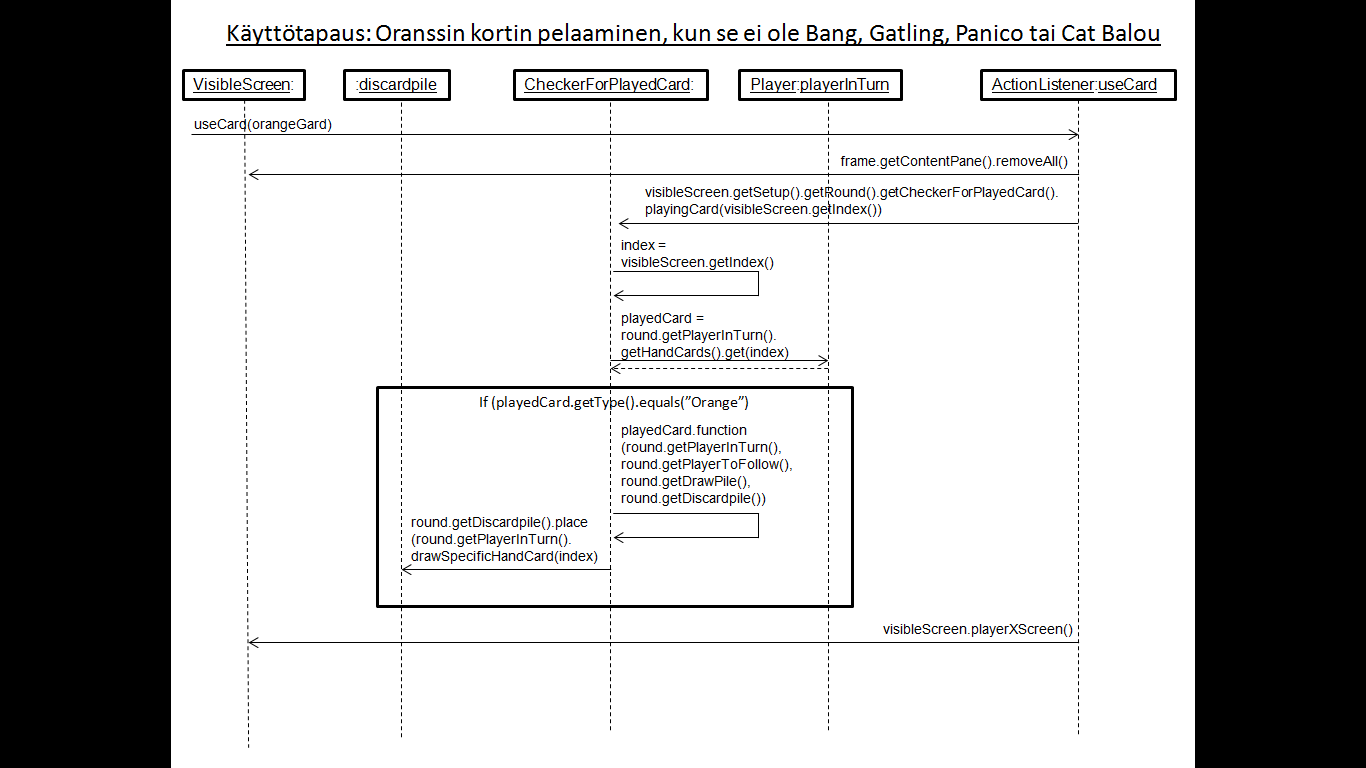 Käyttötapaus: Oranssin kortin pelaaminen, kun se ei ole Bang, Gatling, Panico tai Cat Balou
VisibleScreen:
:discardpile
CheckerForPlayedCard:
Player:playerInTurn
ActionListener:useCard
useCard(orangeGard)
frame.getContentPane().removeAll()
visibleScreen.getSetup().getRound().getCheckerForPlayedCard().
playingCard(visibleScreen.getIndex())
index =
visibleScreen.getIndex()
playedCard =
round.getPlayerInTurn().
getHandCards().get(index)
If (playedCard.getType().equals(”Orange”)
playedCard.function
(round.getPlayerInTurn(),
round.getPlayerToFollow(),
round.getDrawPile(),
round.getDiscardpile())
round.getDiscardpile().place
(round.getPlayerInTurn().
drawSpecificHandCard(index)
visibleScreen.playerXScreen()